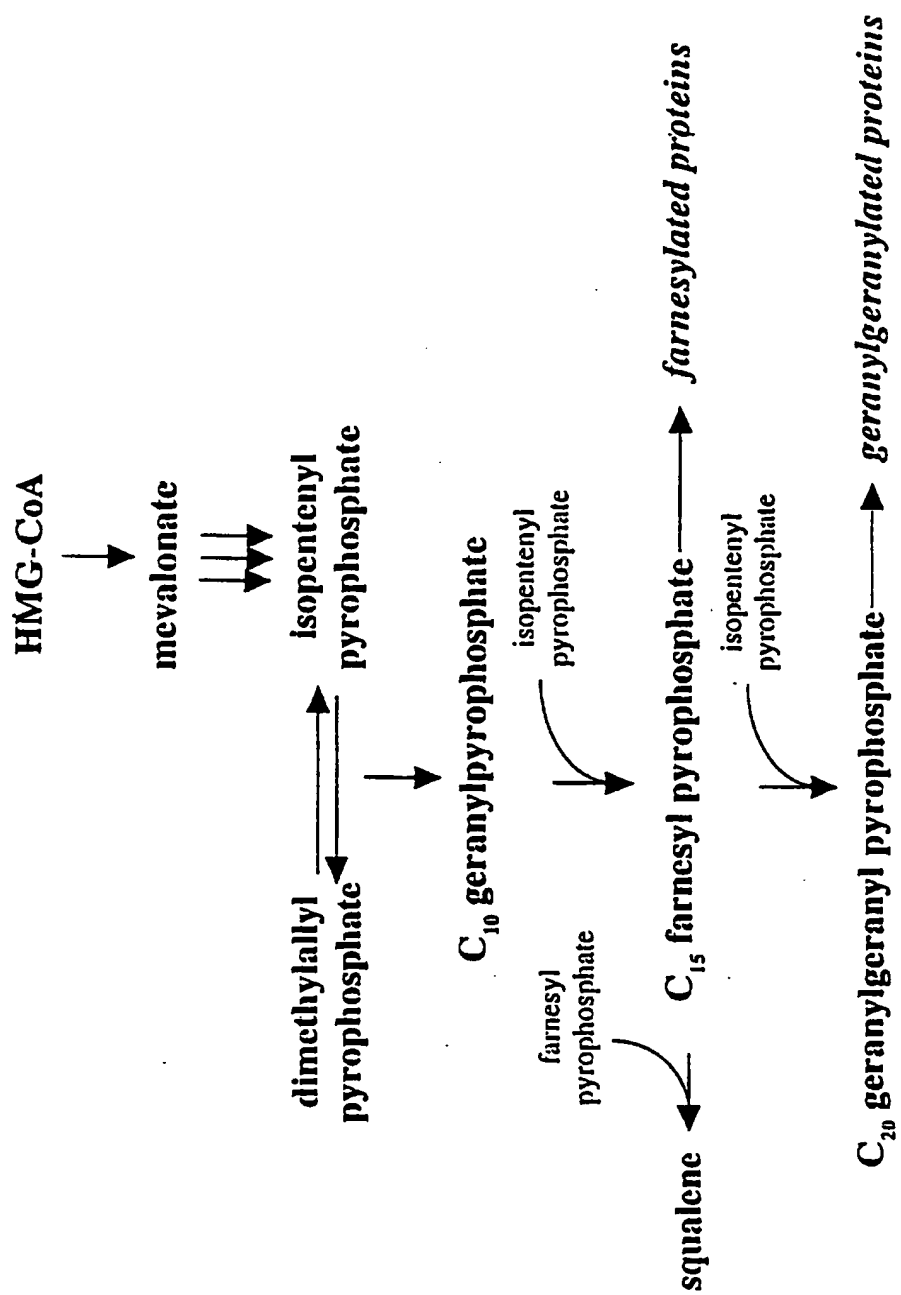 HMG-CoA
mevalonate
dimethylallyl
pyrophosphate
isopentenyl
pyrophosphate
C₁₀ geranylpyrophosphate
farnesyl
pyrophosphate
isopentenyl
pyrophosphate
squalene
C₁₅ farnesyl pyrophosphate
farnesylated proteins
isopentenyl
pyrophosphate
C₂₀ geranylgeranyl pyrophosphate
geranylgeranylated proteins